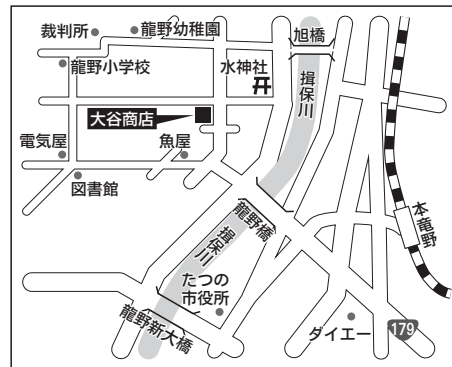 裁判所
龍野幼稚園
旭橋
龍野小学校
水神社
揖保川
大谷商店
電気屋
魚屋
図書館
本竜野
龍野橋
揖保川
たつの
市役所
龍野新大橋
ダイエー
179